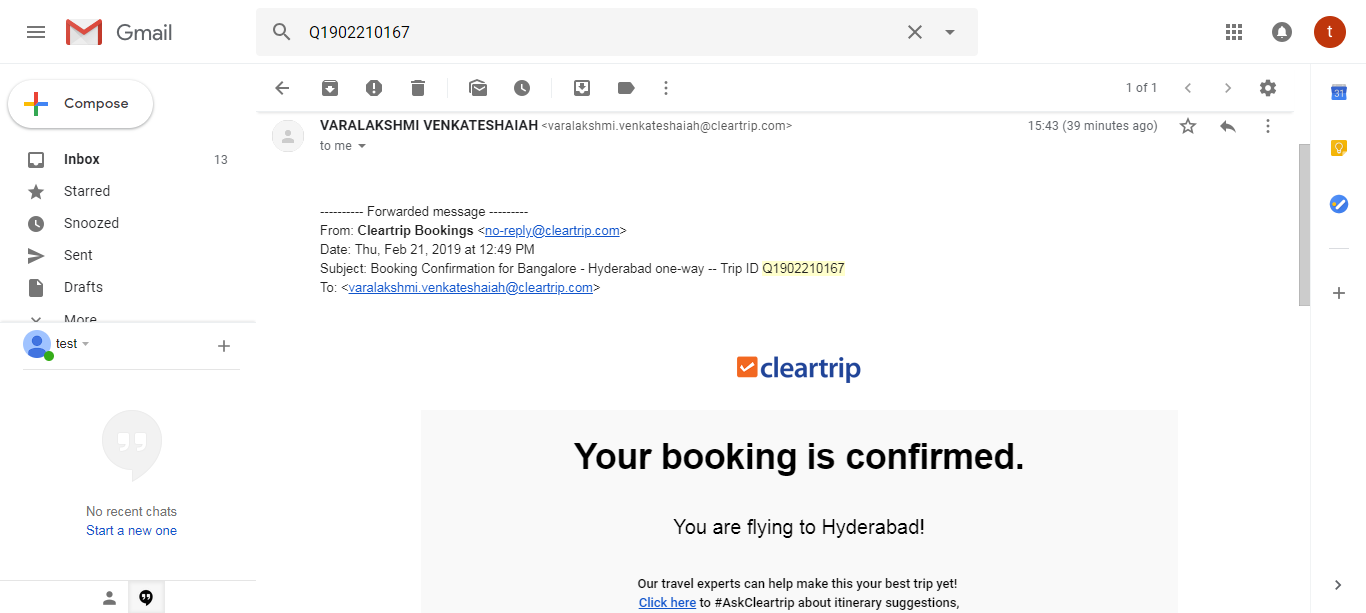 Gmail
Q1902210167
t
Compose
Inbox 13
Starred
Snoozed
Sent
Drafts
More
test
No recent chats
Start a new one
1 of 1
VARALAKSHMI VENKATESHAIAH <varalakshmi.venkateshaiah@cleartrip.com>
15:43 (39 minutes ago)
to me
---------- Forwarded message ---------
From: Cleartrip Bookings <no-reply@cleartrip.com>
Date: Thu, Feb 21, 2019 at 12:49 PM
Subject: Booking Confirmation for Bangalore - Hyderabad one-way -- Trip ID Q1902210167
To: <varalakshmi.venkateshaiah@cleartrip.com>
cleartrip
Your booking is confirmed.
You are flying to Hyderabad!
Our travel experts can help make this your best trip yet!
Click here to #AskCleartrip about itinerary suggestions,
31